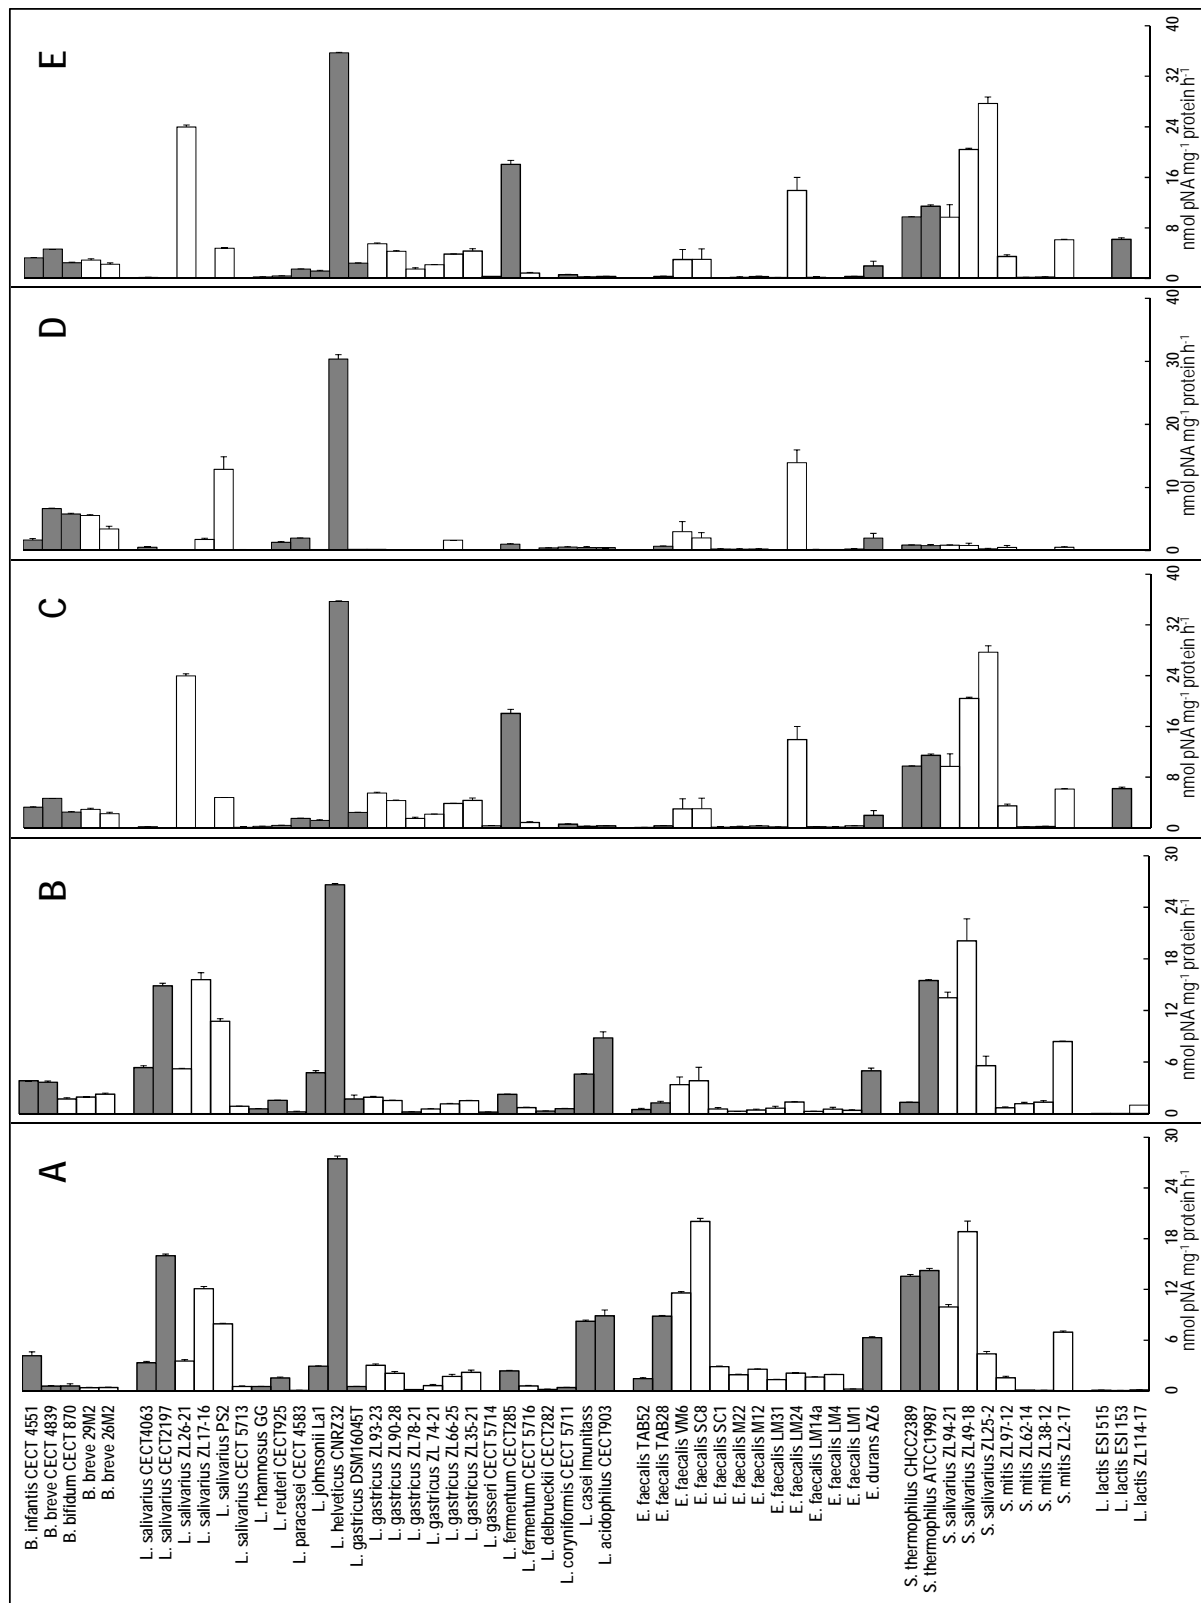 A
B
C
D
E
B. infantis CECT 4551
B. breve CECT 4839
B. bifidum CECT 870
B. breve 29M2
B. breve 26M2
L. salivarius CECT4063
L. salivarius CECT2197
L. salivarius ZL26-21
L. salivarius ZL17-16
L. salivarius PS2
L. salivarius CECT 5713
L. rhamnosus GG
L. reuteri CECT925
L. paracasei CECT 4583
L. johnsonii La1
L. helveticus CNRZ32
L. gastricus DSM16045T
L. gastricus ZL93-23
L. gastricus ZL90-28
L. gastricus ZL78-21
L. gastricus ZL 74-21
L. gastricus ZL66-25
L. gastricus ZL35-21
L. gasseri CECT 5714
L. fermentum CECT285
L. fermentum CECT 5716
L. delbrueckii CECT282
L. coryniformis CECT 5711
L. casei Imunitass
L. acidophilus CECT903
E. faecalis TAB52
E. faecalis TAB28
E. faecalis VM6
E. faecalis SC8
E. faecalis SC1
E. faecalis M22
E. faecalis M12
E. faecalis LM31
E. faecalis LM24
E. faecalis LM14a
E. faecalis LM4
E. faecalis LM1
E. durans AZ6
S. thermophilus CHCC2389
S. thermophilus ATCC19987
S. salivarius ZL94-21
S. salivarius ZL49-18
S. salivarius ZL25-2
S. mitis ZL97-12
S. mitis ZL62-14
S. mitis ZL38-12
S. mitis ZL2-17
L. lactis ESI 515
L. lactis ESI 153
L. lactis ZL114-17
0 6 12 18 24 30
nmol pNA mg-1 protein h-1
0 6 12 18 24 30
nmol pNA mg-1 protein h-1
0 8 16 24 32 40
nmol pNA mg-1 protein h-1
0 10 20 30 40
nmol pNA mg-1 protein h-1
0 8 16 24 32 40
nmol pNA mg-1 protein h-1